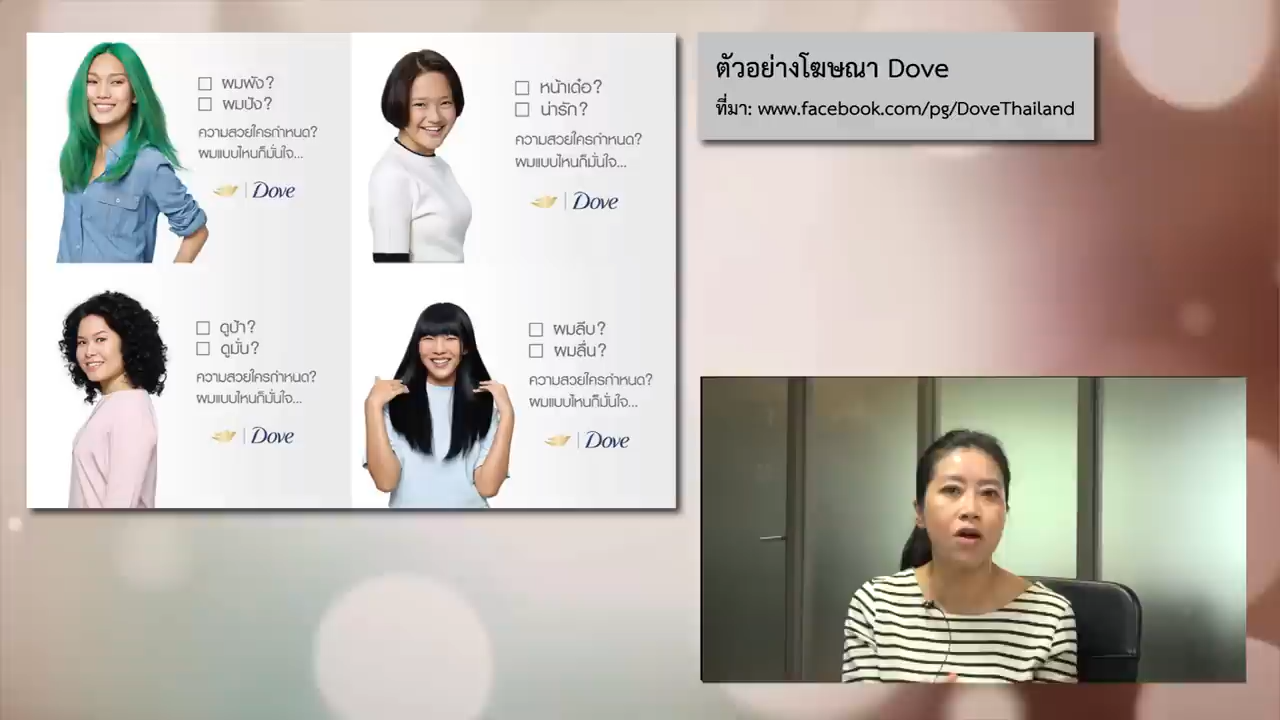 ผมพัง?
ผมปัง?
ความสวยใครกำหนด?
ผมแบบไหนก็มั่นใจ...
Dove
หน้าเด๋อ?
น่ารัก?
ความสวยใครกำหนด?
ผมแบบไหนก็มั่นใจ...
Dove
ดูป้า?
ดูมั่น?
ความสวยใครกำหนด?
ผมแบบไหนก็มั่นใจ...
Dove
ผมลีบ?
ผมลื่น?
ความสวยใครกำหนด?
ผมแบบไหนก็มั่นใจ...
Dove
ตัวอย่างโฆษณา Dove
ที่มา: www.facebook.com/pg/DoveThailand